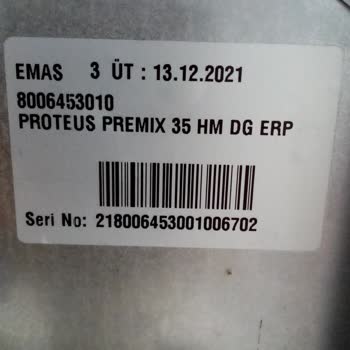 EMAS 3 ÜT : 13.12.2021
8006453010
PROTEUS PREMIX 35 HM DG ERP
Seri No: 218006453001006702